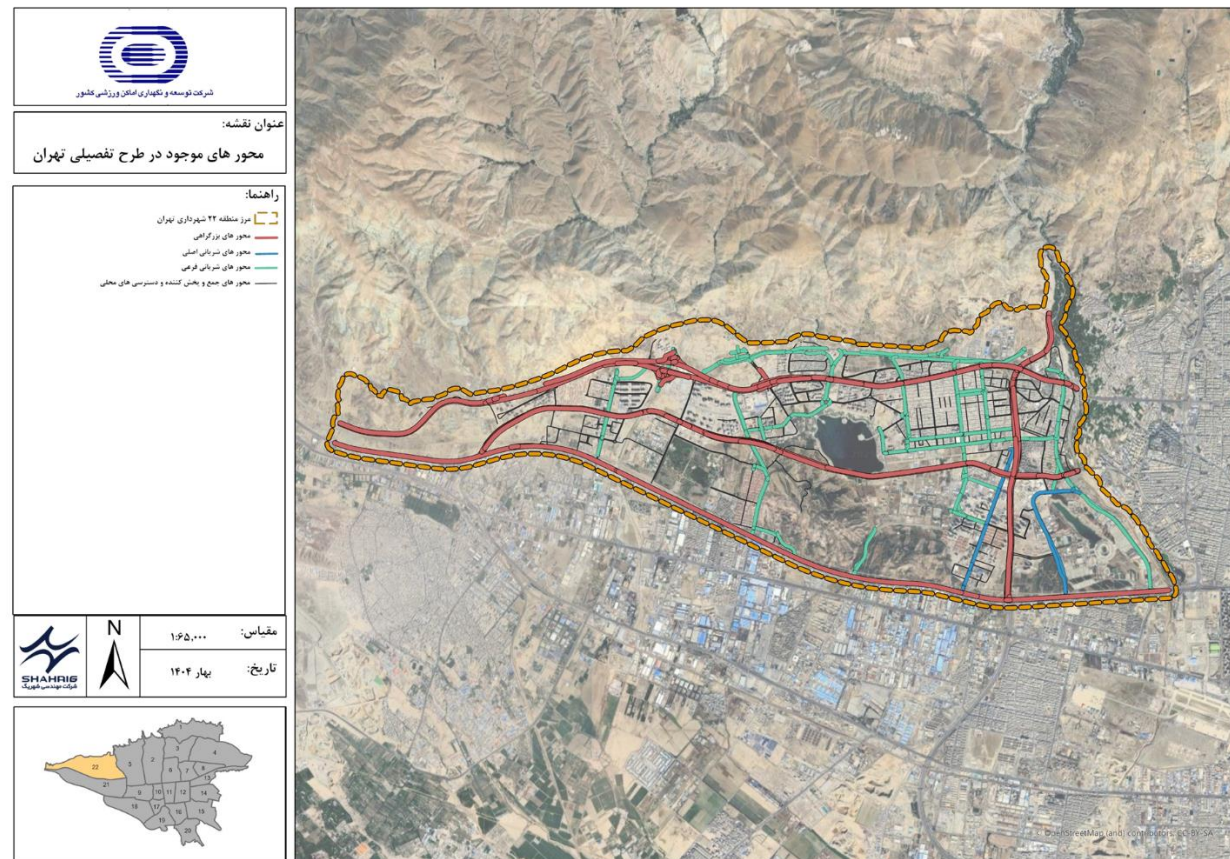 شرکت توسعه و نگهداری اماکن ورزشی کشور
عنوان نقشه:
محور های موجود در طرح تفصیلی تهران
راهنما:
مرز منطقه ۲۲ شهرداری تهران
محور های بزرگراهی
محور های شریانی اصلی
محور های شریانی فرعی
محور های جمع و پخش کننده و دسترسی های محلی
N
مقیاس:
۱:۶۵,۰۰۰
تاریخ:
بهار ۱۴۰۴
SHAHRIG
شرکت مهندسی شهریگ
1
3
4
22
3
2
6
7
8
13
21
9
10
11
12
14
18
17
16
15
19
20
© OpenStreetMap (and) contributors, CC-BY-SA